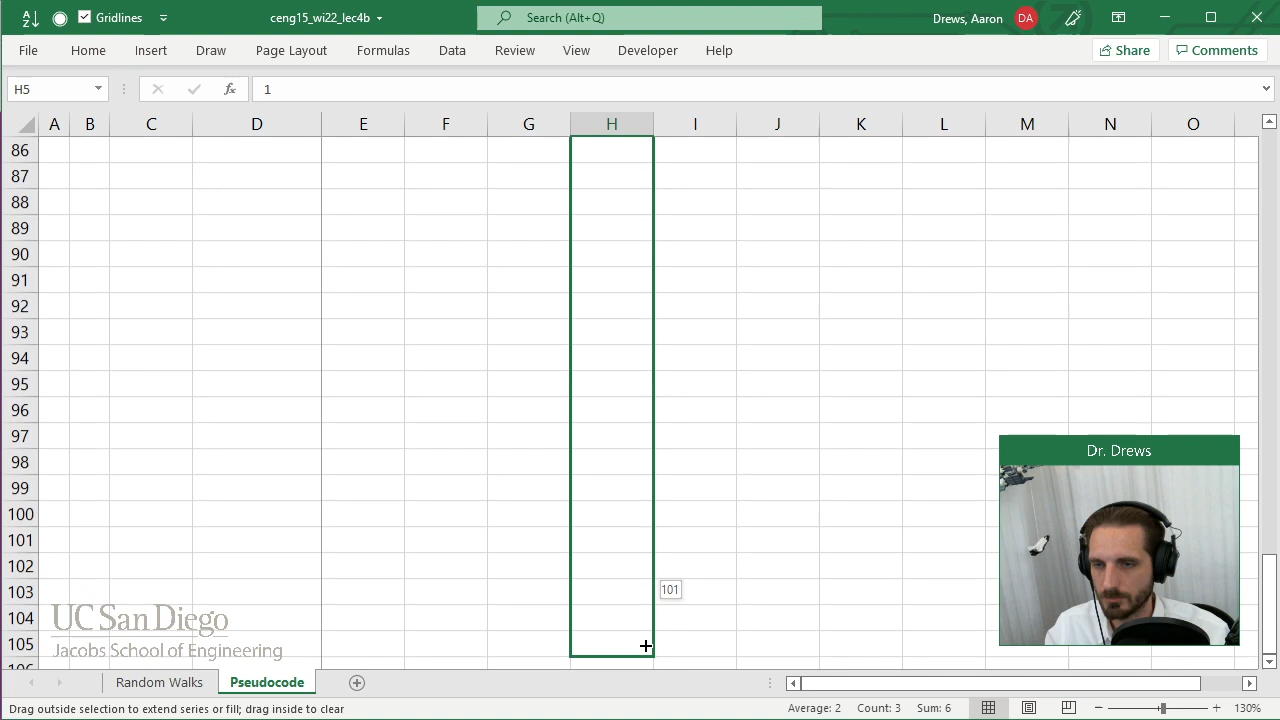 Gridlines
ceng15_wi22_lec4b
Search (Alt+Q)
Drews, Aaron
DA
File Home Insert Draw Page Layout Formulas Data Review View Developer Help
Share
Comments
H5
fx
1
A B C D E F G H I J K L M N O
86
87
88
89
90
91
92
93
94
95
96
97
98
99
100
101
102
103
104
105
101
Dr. Drews
UC San Diego
Jacobs School of Engineering
Random Walks
Pseudocode
Drag outside selection to extend series or fill; drag inside to clear
Average: 2 Count: 3 Sum: 6
130%